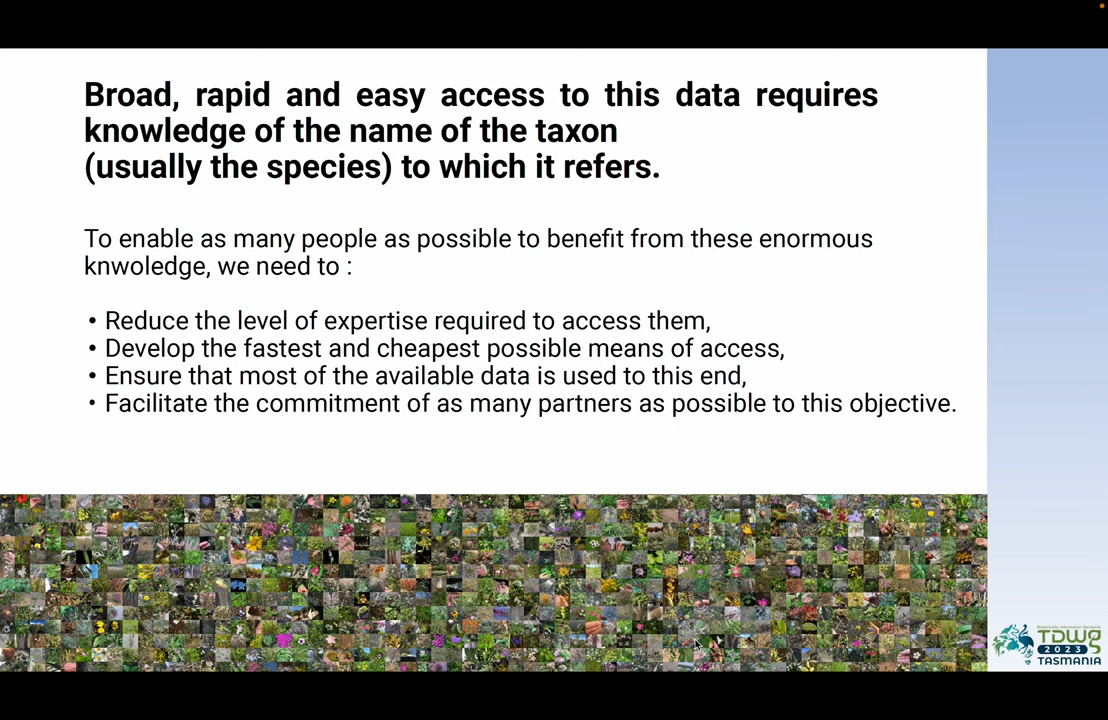 Broad, rapid and easy access to this data requires
knowledge of the name of the taxon
(usually the species) to which it refers.
To enable as many people as possible to benefit from these enormous
knwoledge, we need to :
• Reduce the level of expertise required to access them,
• Develop the fastest and cheapest possible means of access,
• Ensure that most of the available data is used to this end,
• Facilitate the commitment of as many partners as possible to this objective.
Biodiversity Information Standards
TDWG
2023
TASMANIA